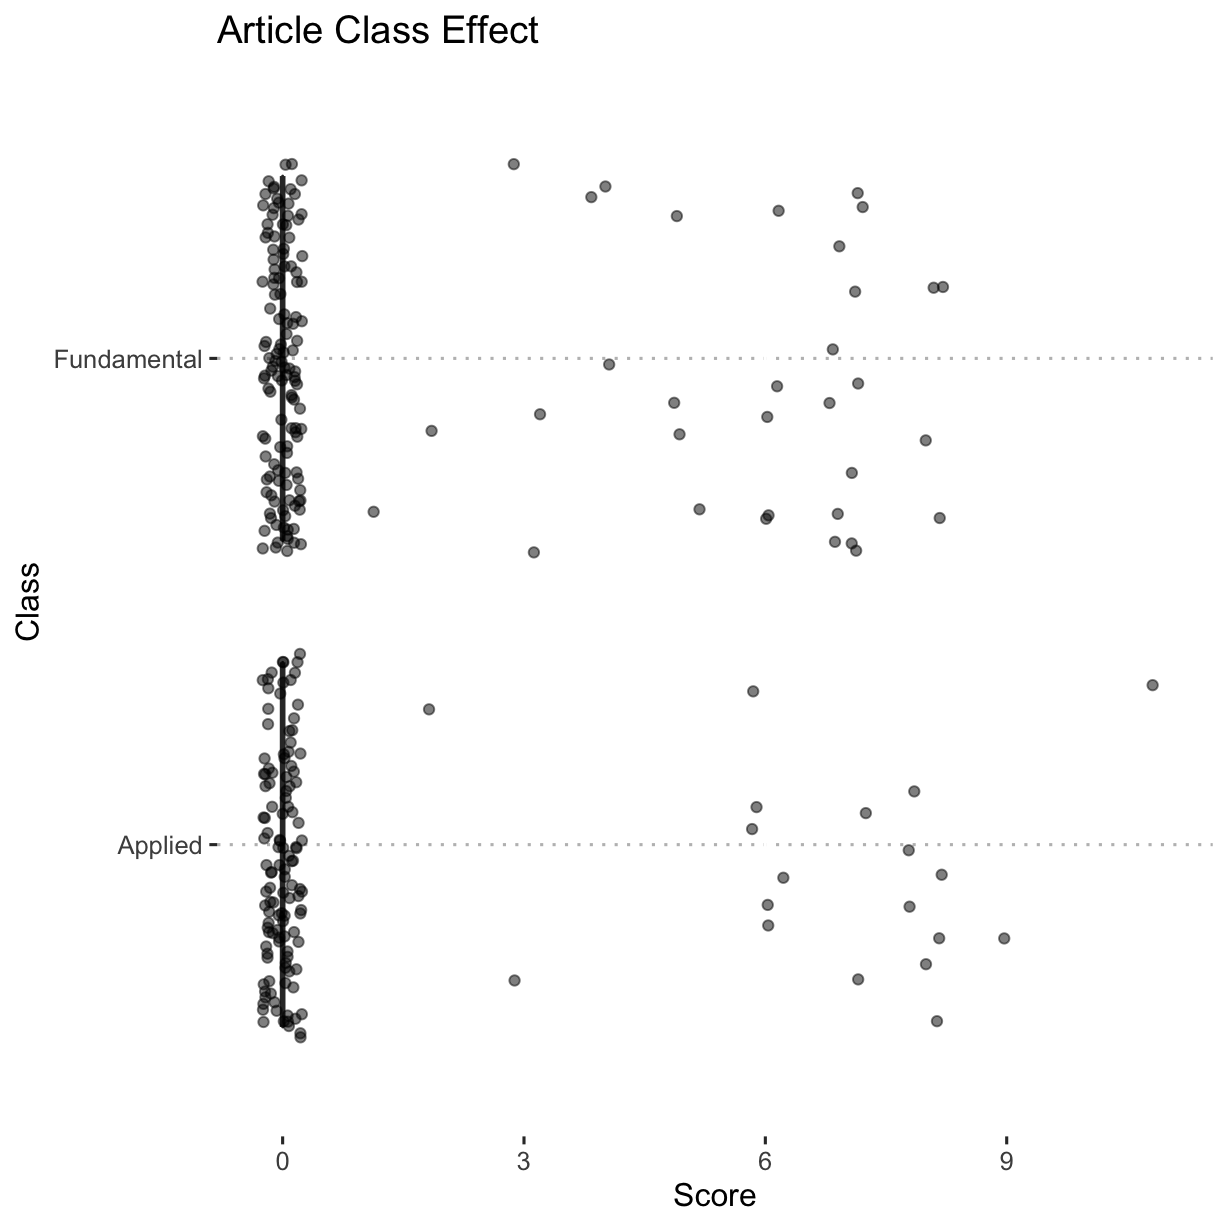 Article Class Effect
Fundamental
Class
Applied
0 3 6 9
Score